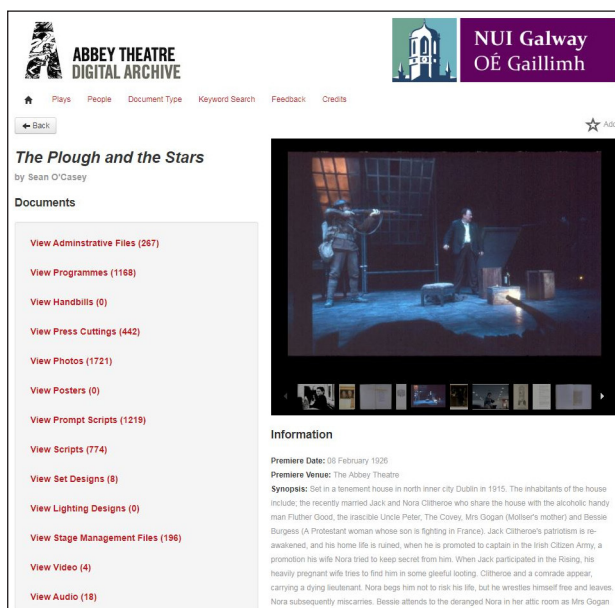 ABBEY THEATRE
DIGITAL ARCHIVE
NUI Galway
OÉ Gaillimh
Plays People Document Type Keyword Search Feedback Credits
Back
Add
The Plough and the Stars
by Sean O'Casey
Documents
View Adminstrative Files (267)
View Programmes (1168)
View Handbills (0)
View Press Cuttings (442)
View Photos (1721)
View Posters (0)
View Prompt Scripts (1219)
View Scripts (774)
View Set Designs (8)
View Lighting Designs (0)
View Stage Management Files (196)
View Video (4)
View Audio (18)
Information
Premiere Date: 08 February 1926
Premiere Venue: The Abbey Theatre
Synopsis: Set in a tenement house in north inner city Dublin in 1915. The inhabitants of the house
include; the recently married Jack and Nora Clitheroe who share the house with the alcoholic handy
man Fluther Good, the irascible Uncle Peter, The Covey, Mrs Gogan (Mollser's mother) and Bessie
Burgess (A Protestant woman whose son is fighting in France). Jack Clitheroe's patriotism is re-
awakened, and his home life is ruined, when he is promoted to captain in the Irish Citizen Army, a
promotion his wife Nora tried to keep secret from him. When Jack participated in the Rising, his
heavily pregnant wife tries to find him in some gleeful looting. Clitheroe and a comrade appear,
carrying a dying lieutenant. Nora begs him not to risk his life, but he wrestles himself free and leaves.
Nora subsequently miscarries. Bessie attends to the deranged Nora in her attic room as Mrs Gogan